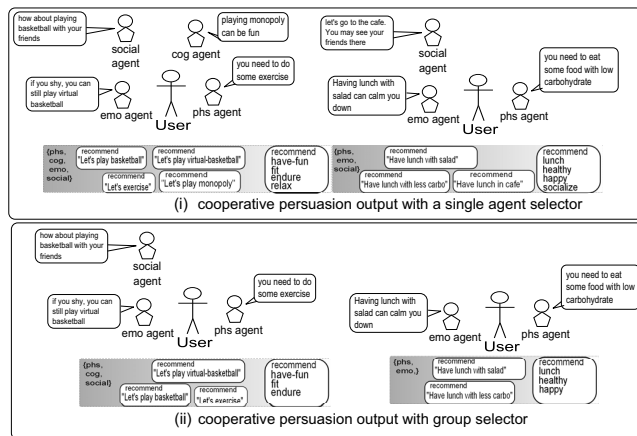 how about playing
basketball with your
friends
social
agent
playing monopoly
can be fun
cog agent
if you shy, you can
still play virtual
basketball
emo agent
User
you need to do
some exercise
phs agent
{phs,
cog,
emo,
social}
recommend
"Let's play basketball"
recommend
"Let's play virtual-basketball"
recommend
"Let's exercise"
recommend
"Let's play monopoly"
recommend
have-fun
fit
endure
relax
let's go to the cafe.
You may see your
friends there
social
agent
Having lunch with
salad can calm you
down
emo agent
User
you need to eat
some food with low
carbohydrate
phs agent
{phs,
emo,
social}
recommend
"Have lunch with salad"
recommend
"Have lunch with less carbo"
recommend
"Have lunch in cafe"
recommend
lunch
healthy
happy
socialize
(i) cooperative persuasion output with a single agent selector
how about playing
basketball with your
friends
social
agent
if you shy, you can
still play virtual
basketball
emo agent
User
you need to do
some exercise
phs agent
{phs,
cog,
social}
recommend
"Let's play virtual-basketball"
recommend
"Let's play basketball"
recommend
"Let's exercise"
recommend
have-fun
fit
endure
Having lunch with
salad can calm you
down
emo agent
User
you need to eat
some food with low
carbohydrate
phs agent
{phs,
emo,}
recommend
"Have lunch with salad"
recommend
"Have lunch with less carbo"
recommend
lunch
healthy
happy
(ii) cooperative persuasion output with group selector